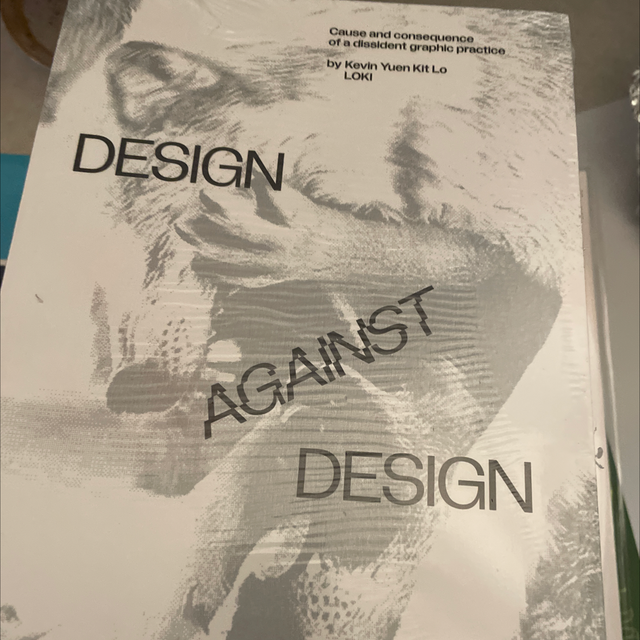 Cause and consequence
of a dissident graphic practice
by Kevin Yuen Kit Lo
LOKI
DESIGN
AGAINST
DESIGN